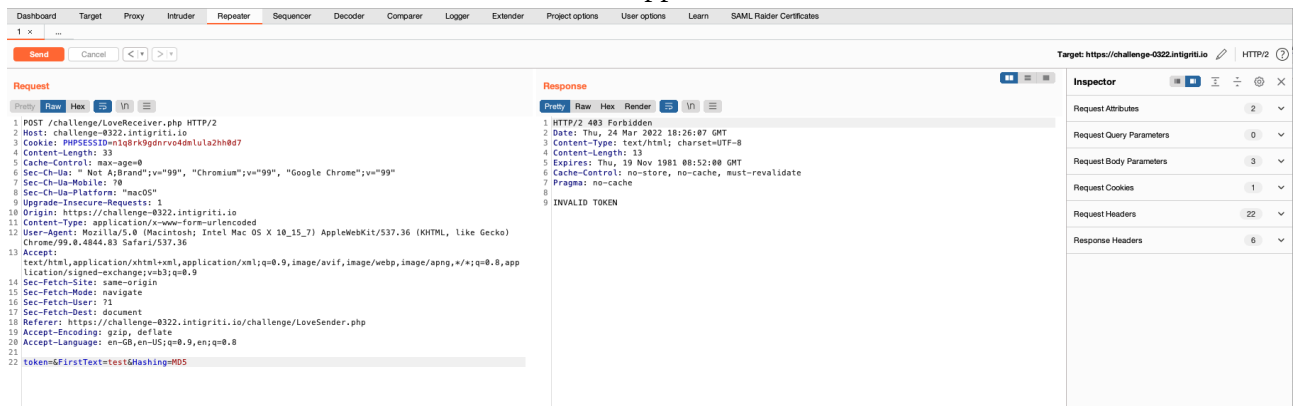 Dashboard Target Proxy Intruder Repeater Sequencer Decoder Comparer Logger Extender Project options User options Learn SAML Raider Certificates
1 × ...
Send Cancel < > Target: https://challenge-0322.intigriti.io HTTP/2 ?
Request
Pretty Raw Hex \n
1 POST /challenge/LoveReceiver.php HTTP/2
2 Host: challenge-0322.intigriti.io
3 Cookie: PHPSESSID=n1q8rk9gdnrvo4dmlula2hh0d7
4 Content-Length: 33
5 Cache-Control: max-age=0
6 Sec-Ch-Ua: " Not A;Brand";v="99", "Chromium";v="99", "Google Chrome";v="99"
7 Sec-Ch-Ua-Mobile: ?0
8 Sec-Ch-Ua-Platform: "macOS"
9 Upgrade-Insecure-Requests: 1
10 Origin: https://challenge-0322.intigriti.io
11 Content-Type: application/x-www-form-urlencoded
12 User-Agent: Mozilla/5.0 (Macintosh; Intel Mac OS X 10_15_7) AppleWebKit/537.36 (KHTML, like Gecko)
Chrome/99.0.4844.83 Safari/537.36
13 Accept:
text/html,application/xhtml+xml,application/xml;q=0.9,image/avif,image/webp,image/apng,*/*;q=0.8,app
lication/signed-exchange;v=b3;q=0.9
14 Sec-Fetch-Site: same-origin
15 Sec-Fetch-Mode: navigate
16 Sec-Fetch-User: ?1
17 Sec-Fetch-Dest: document
18 Referer: https://challenge-0322.intigriti.io/challenge/LoveSender.php
19 Accept-Encoding: gzip, deflate
20 Accept-Language: en-GB,en-US;q=0.9,en;q=0.8
21
22 token=&FirstText=test&Hashing=MD5
Response
Pretty Raw Hex Render \n
1 HTTP/2 403 Forbidden
2 Date: Thu, 24 Mar 2022 18:26:07 GMT
3 Content-Type: text/html; charset=UTF-8
4 Content-Length: 13
5 Expires: Thu, 19 Nov 1981 08:52:00 GMT
6 Cache-Control: no-store, no-cache, must-revalidate
7 Pragma: no-cache
8
9 INVALID TOKEN
Inspector
Request Attributes 2
Request Query Parameters 0
Request Body Parameters 3
Request Cookies 1
Request Headers 22
Response Headers 6